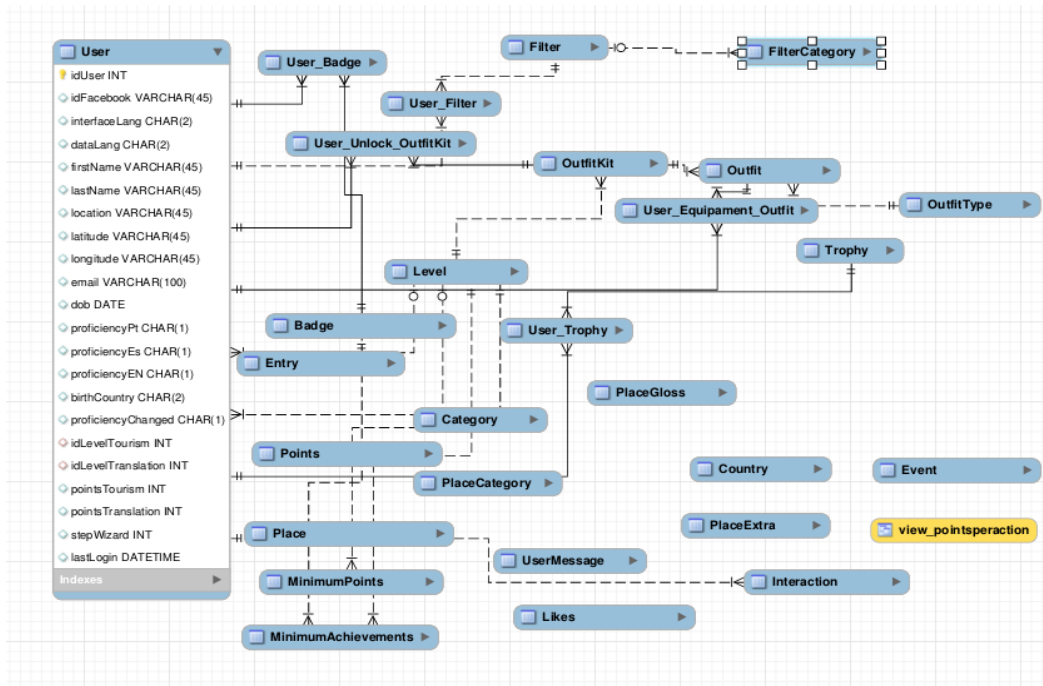 User
idUser INT
idFacebook VARCHAR(45)
interfaceLang CHAR(2)
dataLang CHAR(2)
firstName VARCHAR(45)
lastName VARCHAR(45)
location VARCHAR(45)
latitude VARCHAR(45)
longitude VARCHAR(45)
email VARCHAR(100)
dob DATE
proficiencyPt CHAR(1)
proficiencyEs CHAR(1)
proficiencyEN CHAR(1)
birthCountry CHAR(2)
proficiencyChanged CHAR(1)
idLevelTourism INT
idLevelTranslation INT
pointsTourism INT
pointsTranslation INT
stepWizard INT
lastLogin DATETIME
Indexes
User_Badge
Filter
FilterCategory
User_Filter
User_Unlock_OutfitKit
OutfitKit
Outfit
User_Equipament_Outfit
OutfitType
Trophy
Level
Badge
User_Trophy
Entry
PlaceGloss
Category
Points
PlaceCategory
Country
Event
PlaceExtra
view_pointsperaction
Place
UserMessage
MinimumPoints
Interaction
Likes
MinimumAchievements